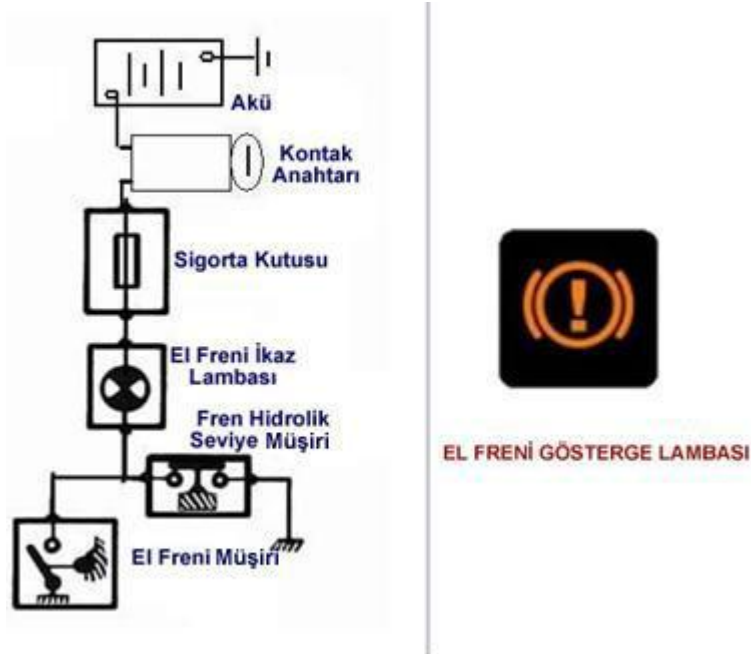 Akü
Kontak
Anahtarı
Sigorta Kutusu
El Freni İkaz
Lambası
Fren Hidrolik
Seviye Müşiri
El Freni Müşiri
EL FRENİ GÖSTERGE LAMBASI